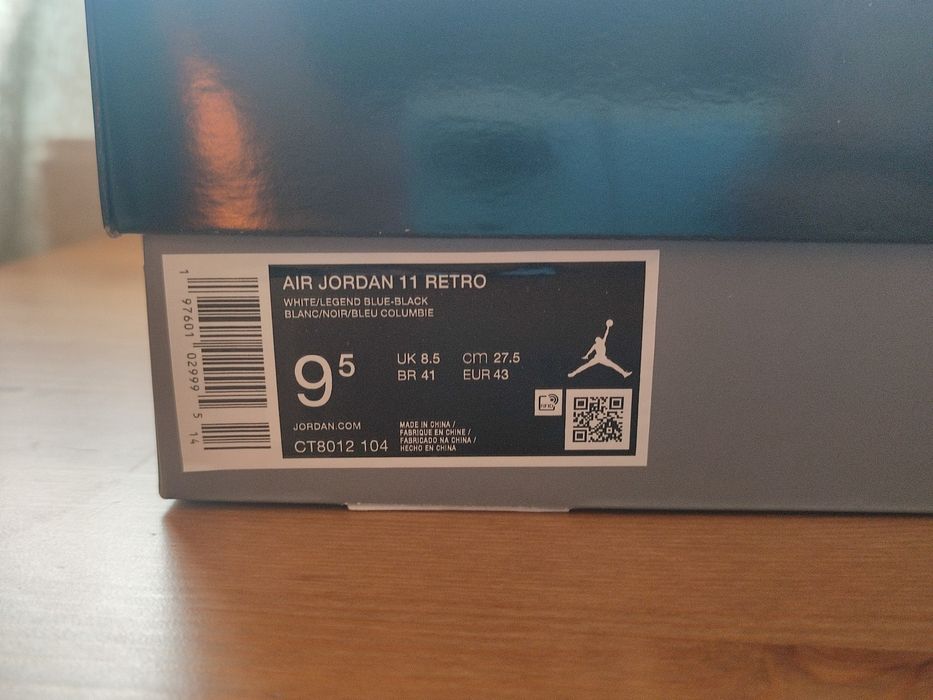 AIR JORDAN 11 RETRO
WHITE/LEGEND BLUE-BLACK
BLANC/NOIR/BLEU COLUMBIE
9 5
UK 8.5 CM 27.5
BR 41 EUR 43
JORDAN.COM
CT8012 104
MADE IN CHINA /
FABRIQUE EN CHINE /
FABRICADO NA CHINA /
HECHO EN CHINA
RFID
1 97601 02999 5 14